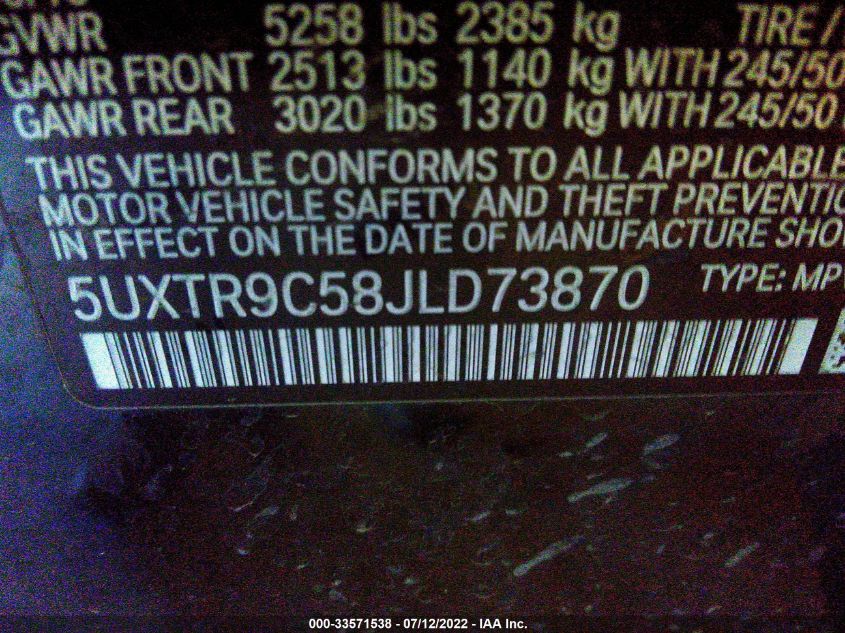 GVWR 5258 lbs 2385 kg TIRE /
GAWR FRONT 2513 lbs 1140 kg WITH 245/50
GAWR REAR 3020 lbs 1370 kg WITH 245/50
THIS VEHICLE CONFORMS TO ALL APPLICABLE
MOTOR VEHICLE SAFETY AND THEFT PREVENTIO
IN EFFECT ON THE DATE OF MANUFACTURE SHO
5UXTR9C58JLD73870 TYPE: MPV
000-33571538 - 07/12/2022 - IAA Inc.